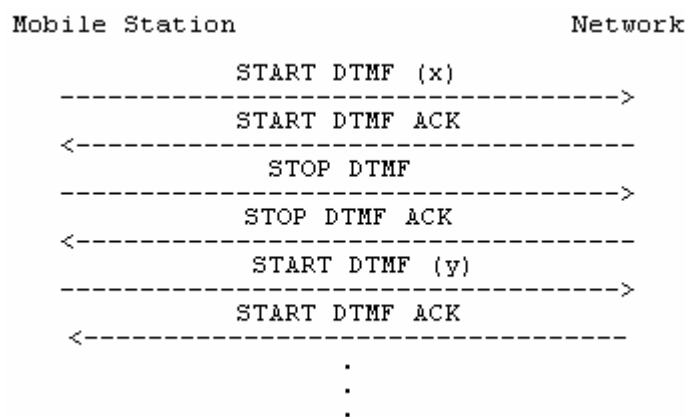 Mobile Station Network
START DTMF (x)
----------------------------------->
START DTMF ACK
<-----------------------------------
STOP DTMF
----------------------------------->
STOP DTMF ACK
<-----------------------------------
START DTMF (y)
----------------------------------->
START DTMF ACK
<----------------------------------
.
.
.